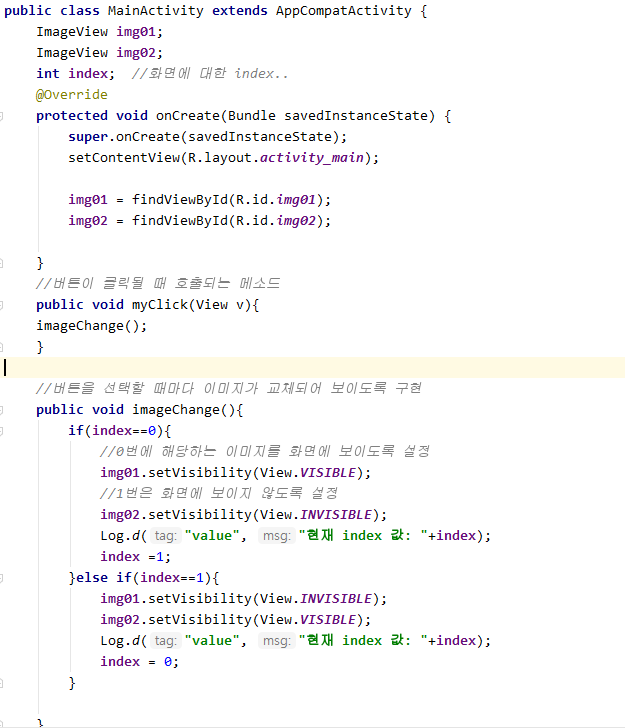 public class MainActivity extends AppCompatActivity {
    ImageView img01;
    ImageView img02;
    int index;  //화면에 대한 index..
    @Override
    protected void onCreate(Bundle savedInstanceState) {
        super.onCreate(savedInstanceState);
        setContentView(R.layout.activity_main);
        img01 = findViewById(R.id.img01);
        img02 = findViewById(R.id.img02);
    }
    //버튼이 클릭될 때 호출되는 메소드
    public void myClick(View v){
    imageChange();
    }
    //버튼을 선택할 때마다 이미지가 교체되어 보이도록 구현
    public void imageChange(){
        if(index==0){
            //0번에 해당하는 이미지를 화면에 보이도록 설정
            img01.setVisibility(View.VISIBLE);
            //1번은 화면에 보이지 않도록 설정
            img02.setVisibility(View.INVISIBLE);
            Log.d( tag: "value", msg: "현재 index 값: "+index);
            index =1;
        }else if(index==1){
            img01.setVisibility(View.INVISIBLE);
            img02.setVisibility(View.VISIBLE);
            Log.d( tag: "value", msg: "현재 index 값: "+index);
            index = 0;
        }
    }